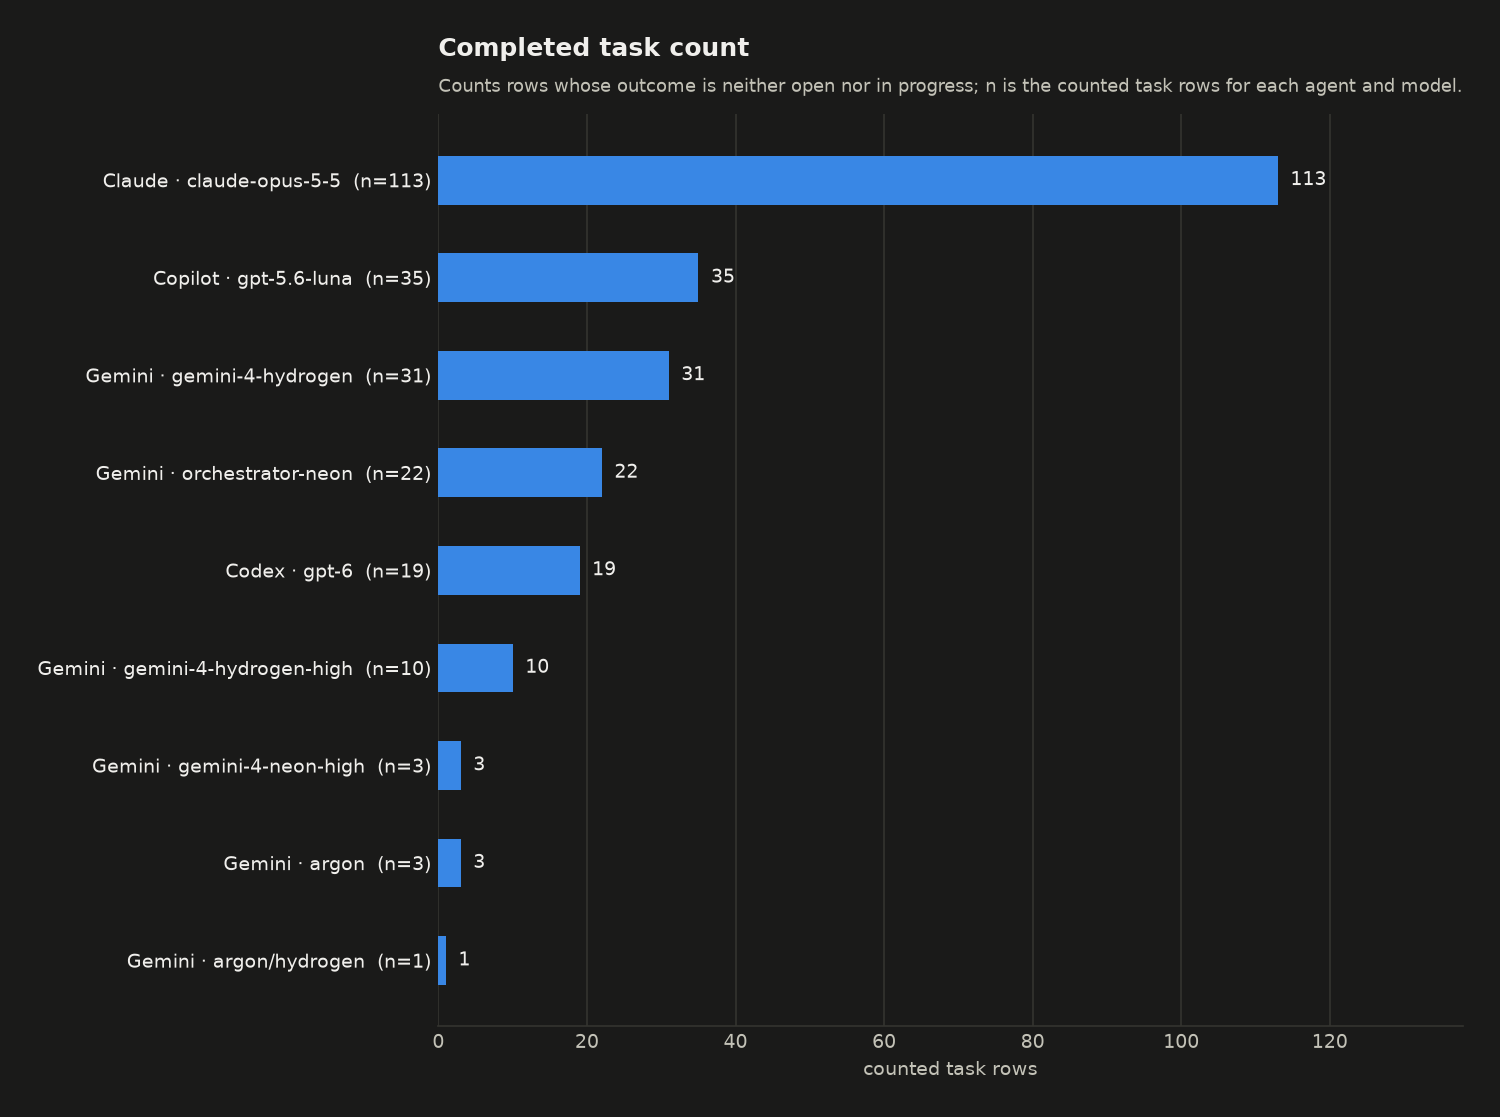 Completed task count
Counts rows whose outcome is neither open nor in progress; n is the counted task rows for each agent and model.
Claude · claude-opus-5-5  (n=113) 113
Copilot · gpt-5.6-luna  (n=35) 35
Gemini · gemini-4-hydrogen  (n=31) 31
Gemini · orchestrator-neon  (n=22) 22
Codex · gpt-6  (n=19) 19
Gemini · gemini-4-hydrogen-high  (n=10) 10
Gemini · gemini-4-neon-high  (n=3) 3
Gemini · argon  (n=3) 3
Gemini · argon/hydrogen  (n=1) 1
0 20 40 60 80 100 120
counted task rows